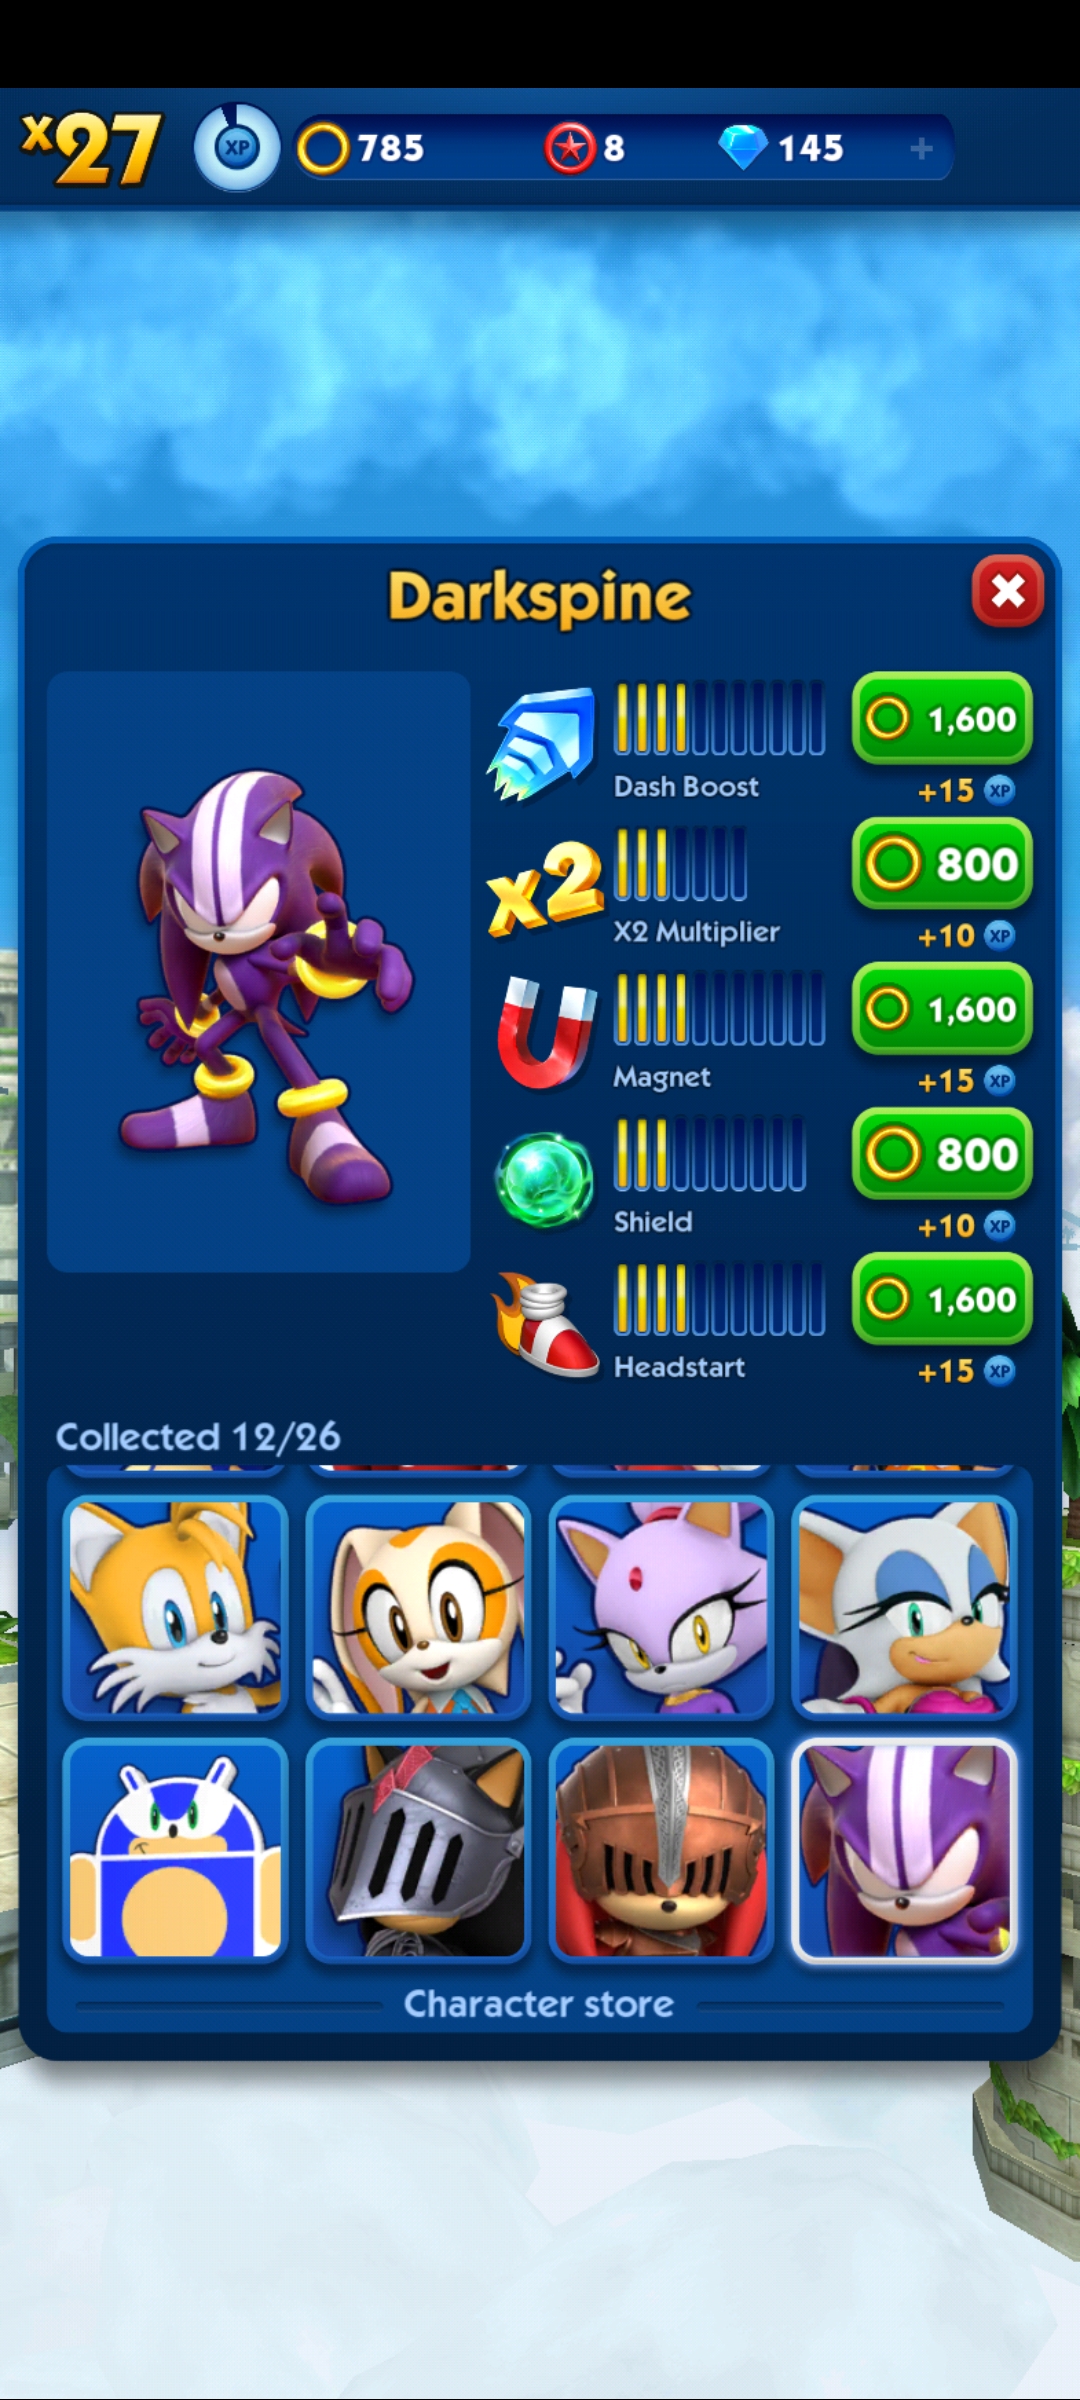 x27 XP 785 8 145 +
Darkspine
1,600
Dash Boost +15 XP
x2 800
X2 Multiplier +10 XP
1,600
Magnet +15 XP
800
Shield +10 XP
1,600
Headstart +15 XP
Collected 12/26
Character store